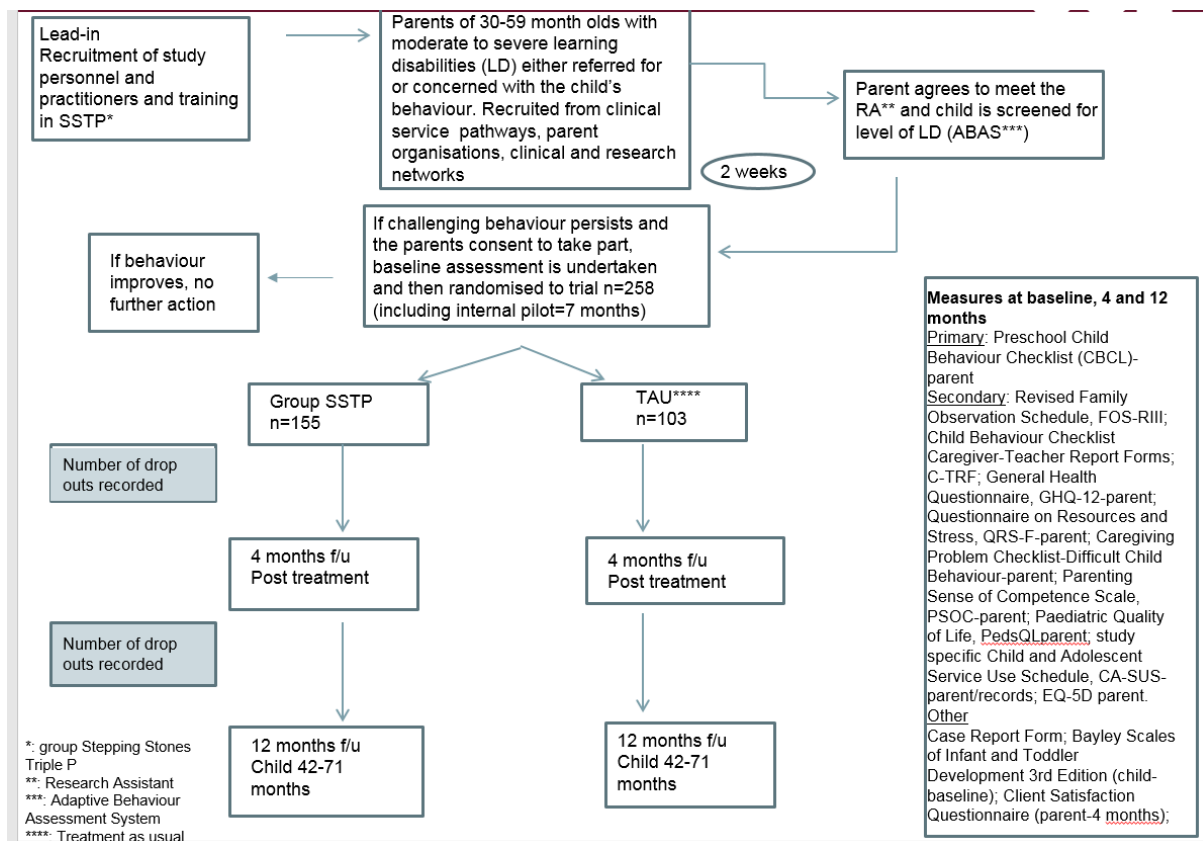 Lead-in
Recruitment of study
personnel and
practitioners and training
in SSTP*
Parents of 30-59 month olds with
moderate to severe learning
disabilities (LD) either referred for
or concerned with the child's
behaviour. Recruited from clinical
service pathways, parent
organisations, clinical and research
networks
Parent agrees to meet the
RA** and child is screened for
level of LD (ABAS***)
2 weeks
If challenging behaviour persists and
the parents consent to take part,
baseline assessment is undertaken
and then randomised to trial n=258
(including internal pilot=7 months)
If behaviour
improves, no
further action
Group SSTP
n=155
TAU****
n=103
Number of drop
outs recorded
4 months f/u
Post treatment
4 months f/u
Post treatment
Number of drop
outs recorded
12 months f/u
Child 42-71
months
12 months f/u
Child 42-71
months
*: group Stepping Stones
Triple P
**: Research Assistant
***: Adaptive Behaviour
Assessment System
****: Treatment as usual
Measures at baseline, 4 and 12
months
Primary: Preschool Child
Behaviour Checklist (CBCL)-
parent
Secondary: Revised Family
Observation Schedule, FOS-RIII;
Child Behaviour Checklist
Caregiver-Teacher Report Forms;
C-TRF; General Health
Questionnaire, GHQ-12-parent;
Questionnaire on Resources and
Stress, QRS-F-parent; Caregiving
Problem Checklist-Difficult Child
Behaviour-parent; Parenting
Sense of Competence Scale,
PSOC-parent; Paediatric Quality
of Life, PedsQLparent; study
specific Child and Adolescent
Service Use Schedule, CA-SUS-
parent/records; EQ-5D parent.
Other
Case Report Form; Bayley Scales
of Infant and Toddler
Development 3rd Edition (child-
baseline); Client Satisfaction
Questionnaire (parent-4 months);